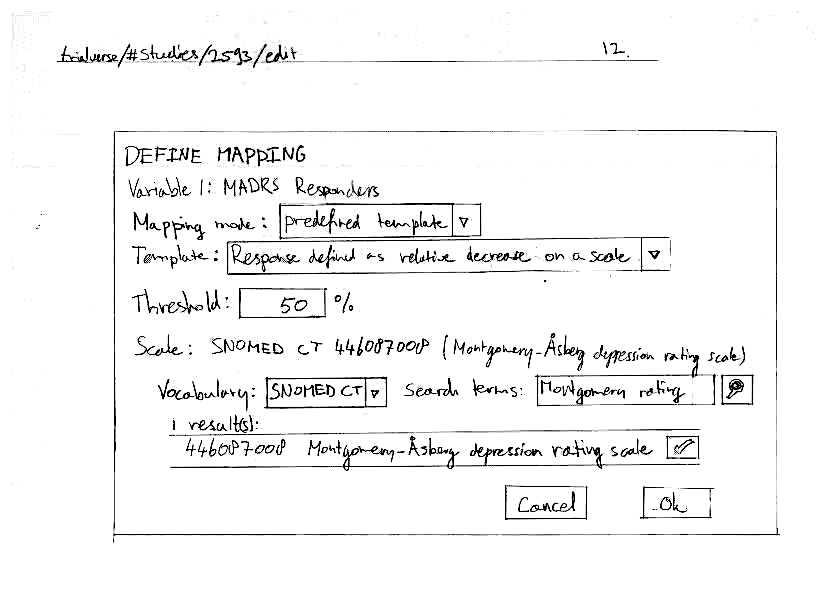 trialverse/#Studies/2593/edit 12.
DEFINE MAPPING
Variable 1: MADRS Responders
Mapping mode: predefined template
Template: Response defined as relative decrease on a scale
Threshold: 50 %
Scale: SNOMED CT 446087008 (Montgomery-Åsberg depression rating scale)
Vocabulary: SNOMED CT Search terms: Montgomery rating
1 result(s):
446087008 Montgomery-Åsberg depression rating scale
Cancel Ok